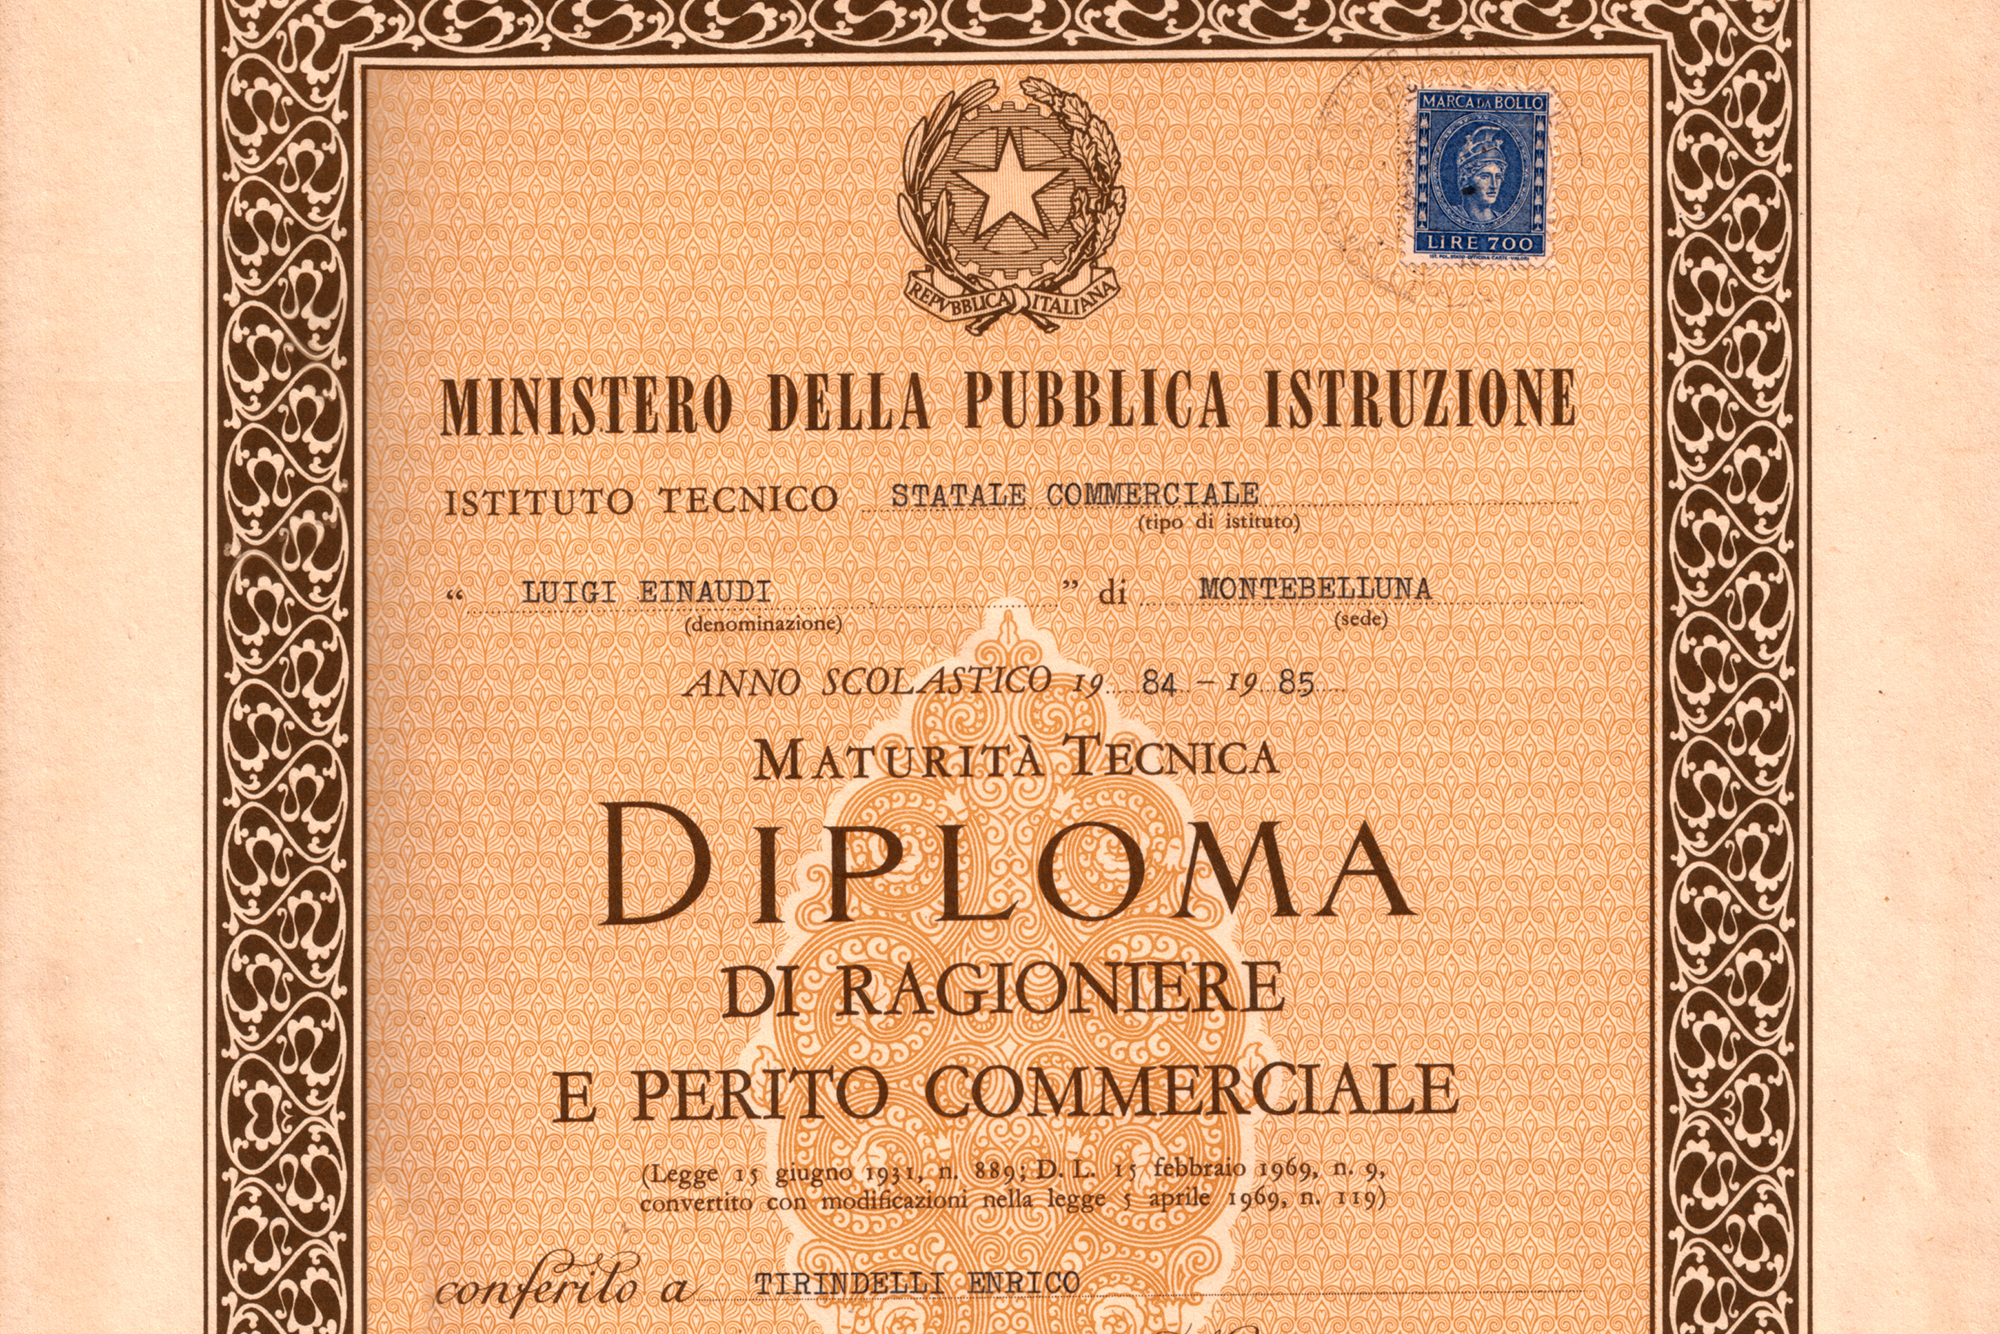 MARCA DA BOLLO
LIRE 700
REPVBBLICA ITALIANA
MINISTERO DELLA PUBBLICA ISTRUZIONE
ISTITUTO TECNICO STATALE COMMERCIALE
(tipo di istituto)
“ LUIGI EINAUDI ” di MONTEBELLUNA
(denominazione) (sede)
ANNO SCOLASTICO 19 84 - 19 85
MATURITÀ TECNICA
DIPLOMA
DI RAGIONIERE
E PERITO COMMERCIALE
(Legge 15 giugno 1931, n. 889; D. L. 15 febbraio 1969, n. 9,
convertito con modificazioni nella legge 5 aprile 1969, n. 119)
conferito a TIRINDELLI ENRICO